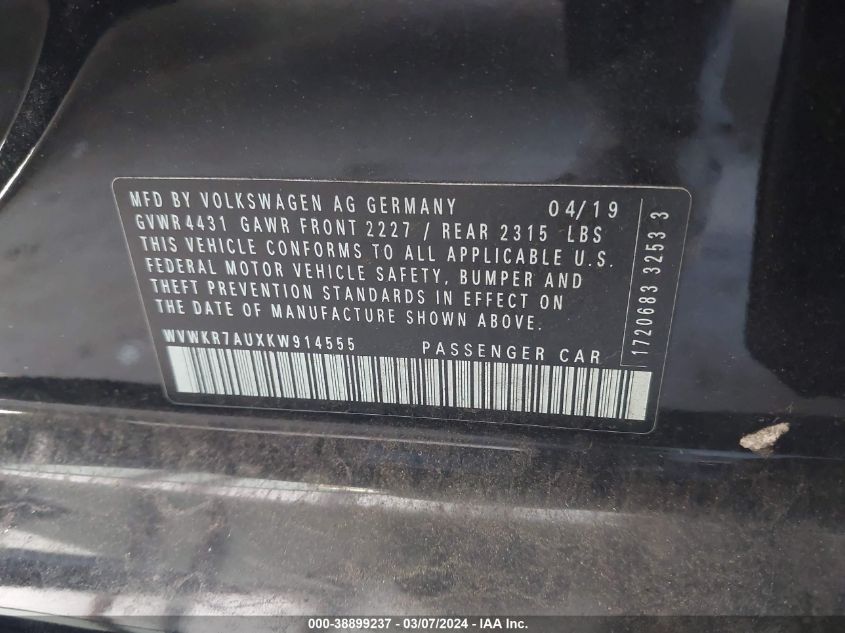 MFD BY VOLKSWAGEN AG GERMANY 04/19
GVWR 4431 GAWR FRONT 2227 / REAR 2315 LBS
THIS VEHICLE CONFORMS TO ALL APPLICABLE U.S.
FEDERAL MOTOR VEHICLE SAFETY, BUMPER AND
THEFT PREVENTION STANDARDS IN EFFECT ON
THE DATE OF MANUFACTURE SHOWN ABOVE.
WVWKR7AUXKW914555 PASSENGER CAR
1720683 32533
000-38899237 - 03/07/2024 - IAA Inc.